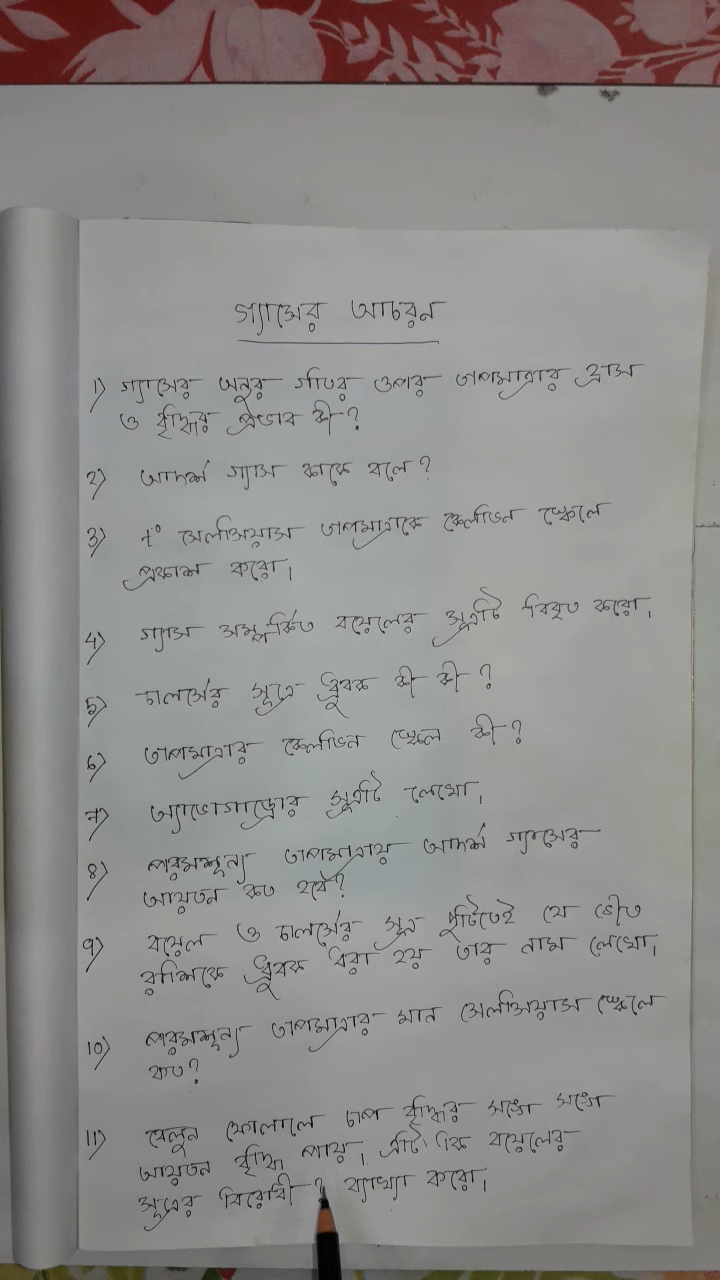 গ্যাসের আচরন
1) গ্যাসের অনুর গতির ওপর তাপমাত্রার হ্রাস
ও বৃদ্ধির প্রভাব কী?
2) আদর্শ গ্যাস কাকে বলে?
3) t° সেলসিয়াস তাপমাত্রাকে কেলভিন স্কেলে
প্রকাশ করো।
4) গ্যাস সম্পর্কিত বয়েলের সূত্রটি বিবৃত করো।
5) চার্লসের সূত্রে ধ্রুবক কী কী?
6) তাপমাত্রার কেলভিন স্কেল কী?
7) অ্যাভোগাড্রোর সূত্রটি লেখো।
8) পরমশূন্য তাপমাত্রায় আদর্শ গ্যাসের
আয়তন কত হবে?
9) বয়েল ও চার্লসের সূত্র দুটিতেই যে ভৌত
রাশিকে ধ্রুবক ধরা হয় তার নাম লেখো।
10) পরমশূন্য তাপমাত্রার মান সেলসিয়াস স্কেলে
কত?
11) বেলুন ফোলালে চাপ বৃদ্ধির সঙ্গে সঙ্গে
আয়তন বৃদ্ধি পায়। এটি কি বয়েলের
সূত্রের বিরোধী? ব্যাখ্যা করো।